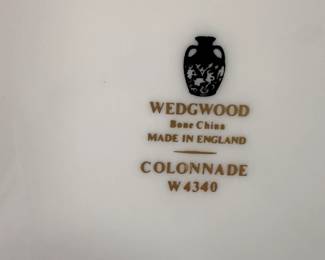 WEDGWOOD
Bone China
MADE IN ENGLAND
COLONNADE
W4340